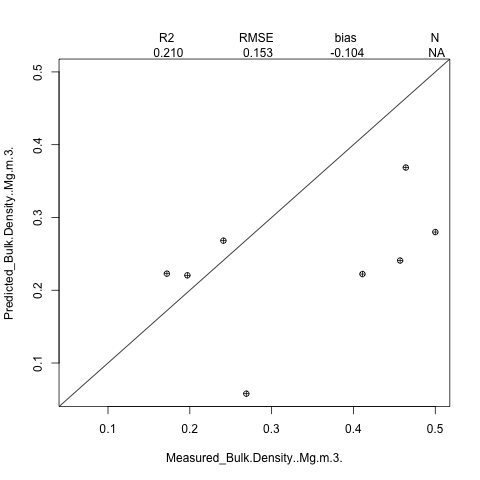 R2 RMSE bias N
0.210 0.153 -0.104 NA
Predicted_Bulk.Density..Mg.m.3.
0.5
0.4
0.3
0.2
0.1
0.1 0.2 0.3 0.4 0.5
Measured_Bulk.Density..Mg.m.3.